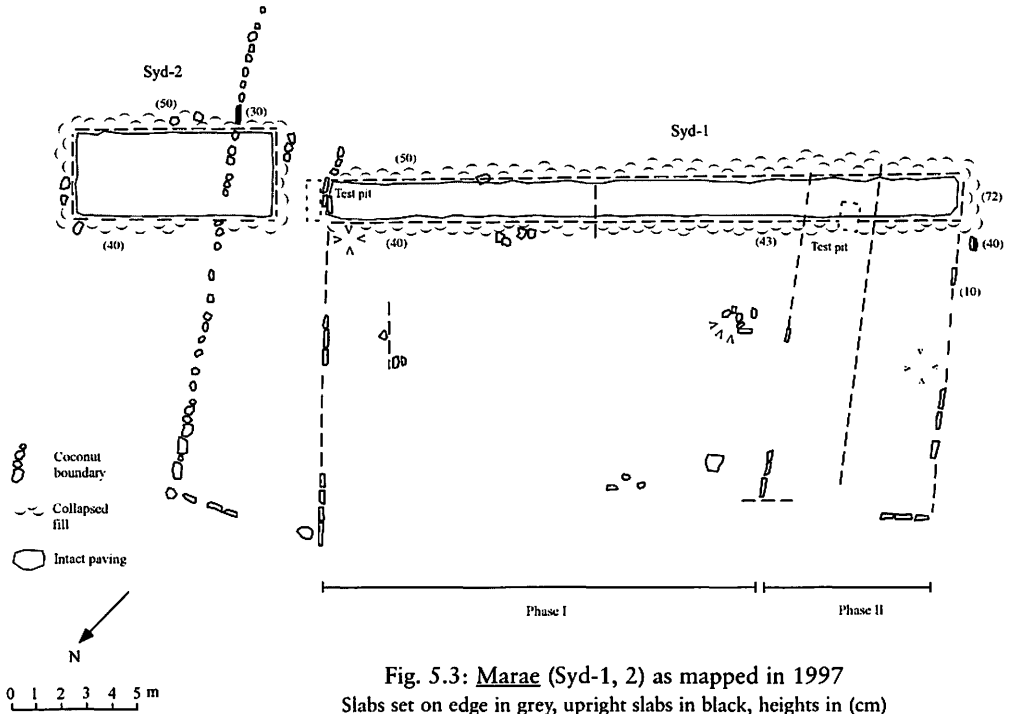 Syd-2
(50)
(30)
Syd-1
(50)
Test pit
(72)
(40)
(40)
(43)
Test pit
(40)
(10)
Coconut
boundary
Collapsed
fill
Intact paving
Phase I
Phase II
N
0 1 2 3 4 5 m
Fig. 5.3: Marae (Syd-1, 2) as mapped in 1997
Slabs set on edge in grey, upright slabs in black, heights in (cm)